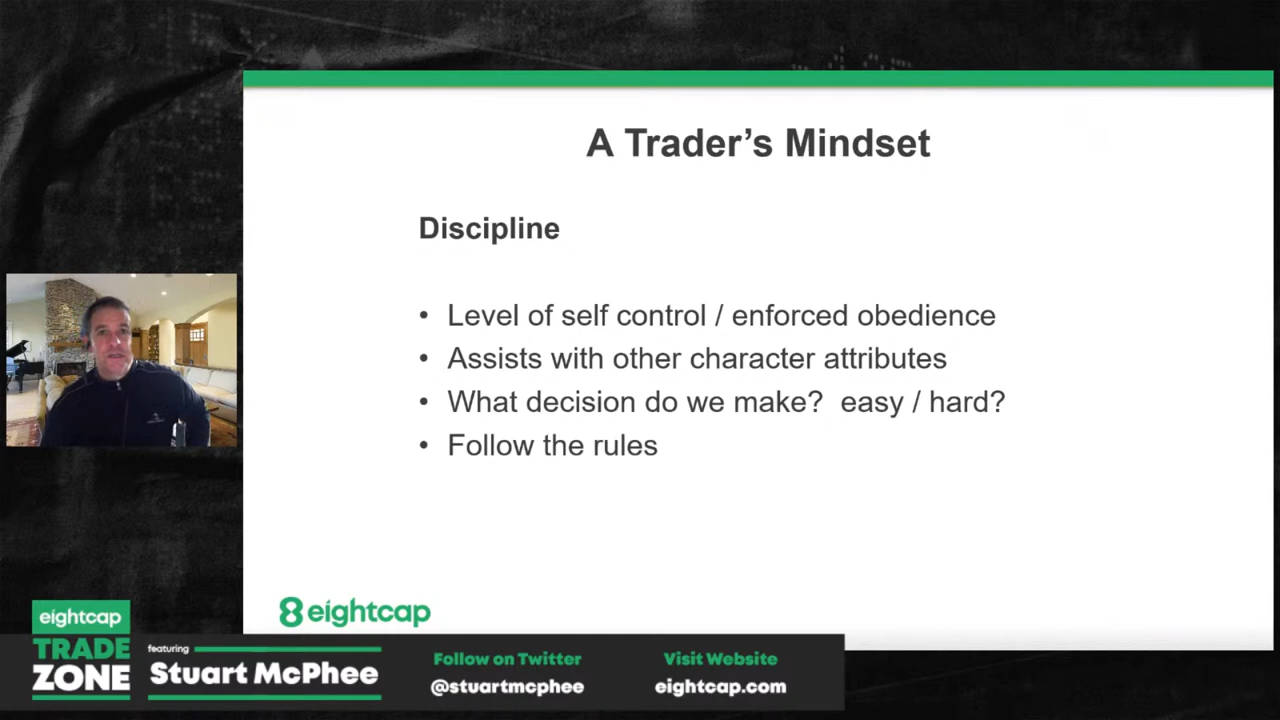 A Trader’s Mindset
Discipline
• Level of self control / enforced obedience
• Assists with other character attributes
• What decision do we make?  easy / hard?
• Follow the rules
8 eightcap
eightcap
TRADE
ZONE
featuring
Stuart McPhee
Follow on Twitter
@stuartmcphee
Visit Website
eightcap.com